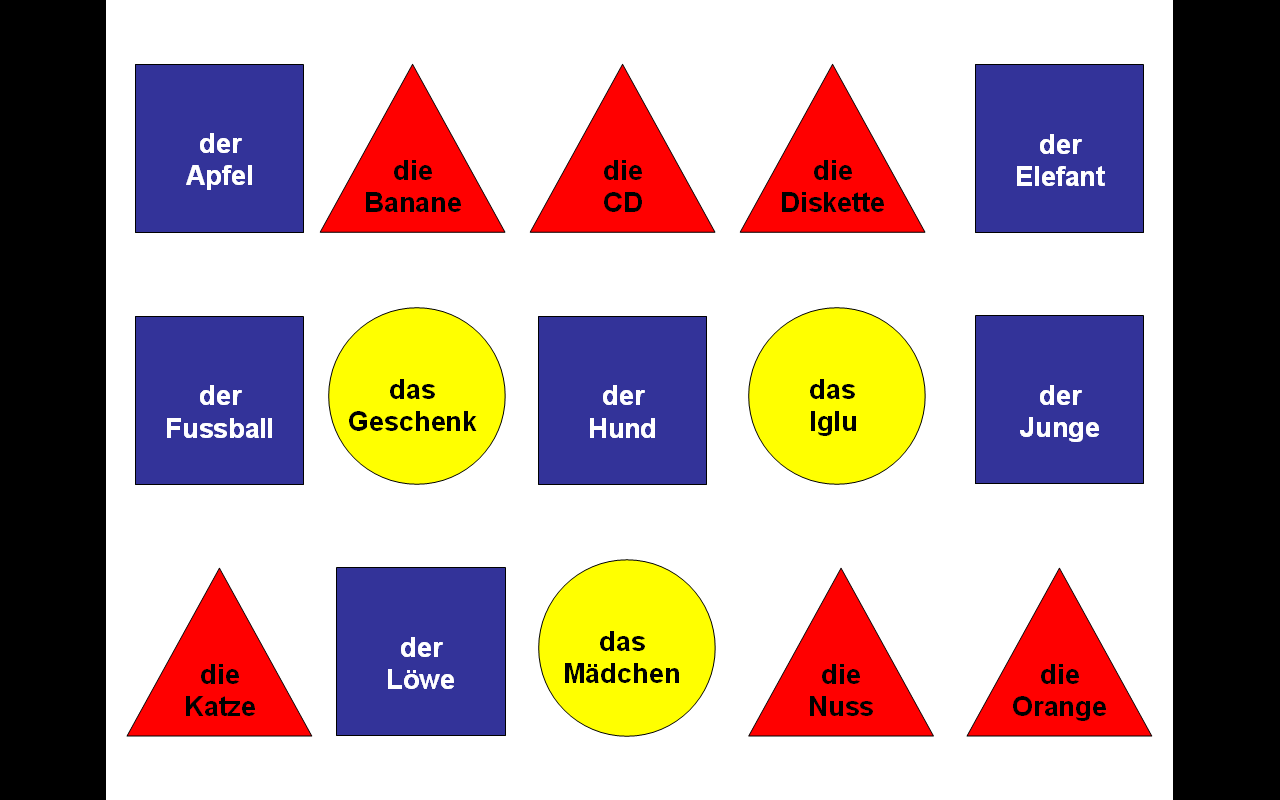 der
Apfel
die
Banane
die
CD
die
Diskette
der
Elefant
der
Fussball
das
Geschenk
der
Hund
das
Iglu
der
Junge
die
Katze
der
Löwe
das
Mädchen
die
Nuss
die
Orange